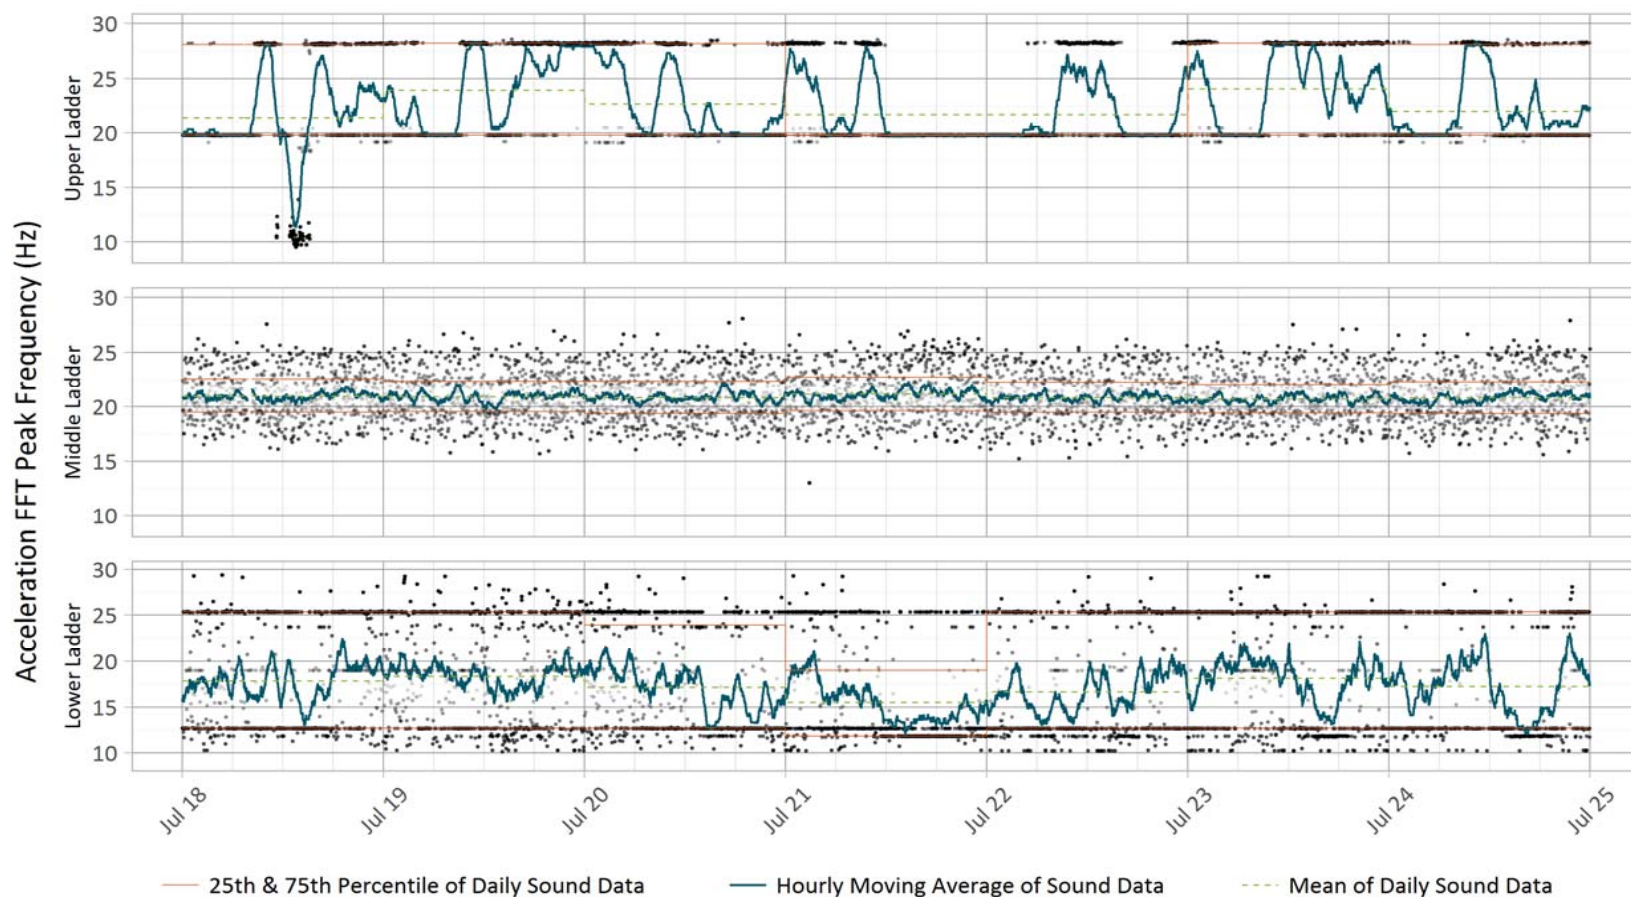 Acceleration FFT Peak Frequency (Hz)
Upper Ladder
30
25
20
15
10
Middle Ladder
30
25
20
15
10
Lower Ladder
30
25
20
15
10
Jul 18
Jul 19
Jul 20
Jul 21
Jul 22
Jul 23
Jul 24
Jul 25
25th & 75th Percentile of Daily Sound Data
Hourly Moving Average of Sound Data
Mean of Daily Sound Data